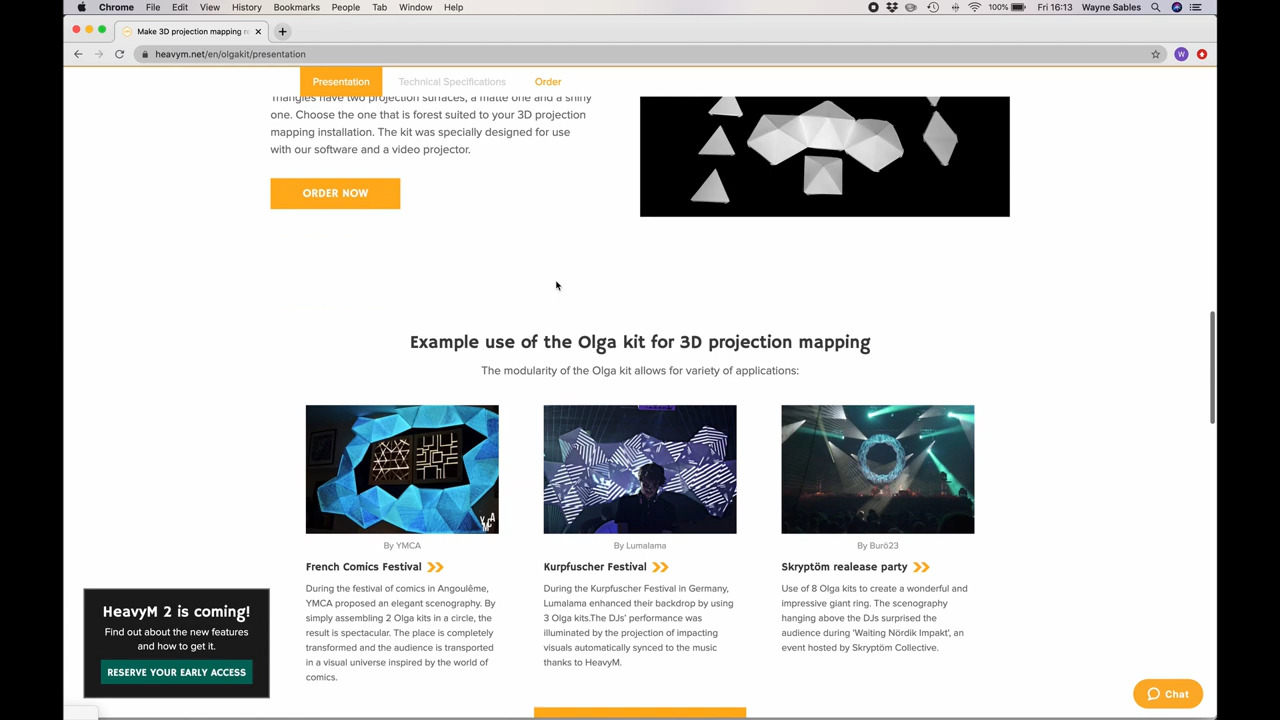 Chrome File Edit View History Bookmarks People Tab Window Help
100% Fri 16:13 Wayne Sables
Make 3D projection mapping r
heavym.net/en/olgakit/presentation
W
Presentation Technical Specifications Order
Triangles have two projection surfaces, a matte one and a shiny
one. Choose the one that is forest suited to your 3D projection
mapping installation. The kit was specially designed for use
with our software and a video projector.
ORDER NOW
Example use of the Olga kit for 3D projection mapping
The modularity of the Olga kit allows for variety of applications:
By YMCA
French Comics Festival
During the festival of comics in Angoulême,
YMCA proposed an elegant scenography. By
simply assembling 2 Olga kits in a circle, the
result is spectacular. The place is completely
transformed and the audience is transported
in a visual universe inspired by the world of
comics.
By Lumalama
Kurpfuscher Festival
During the Kurpfuscher Festival in Germany,
Lumalama enhanced their backdrop by using
3 Olga kits.The DJs' performance was
illuminated by the projection of impacting
visuals automatically synced to the music
thanks to HeavyM.
By Burö23
Skryptöm realease party
Use of 8 Olga kits to create a wonderful and
impressive giant ring. The scenography
hanging above the DJs surprised the
audience during 'Waiting Nördik Impakt', an
event hosted by Skryptöm Collective.
HeavyM 2 is coming!
Find out about the new features
and how to get it.
RESERVE YOUR EARLY ACCESS
Chat